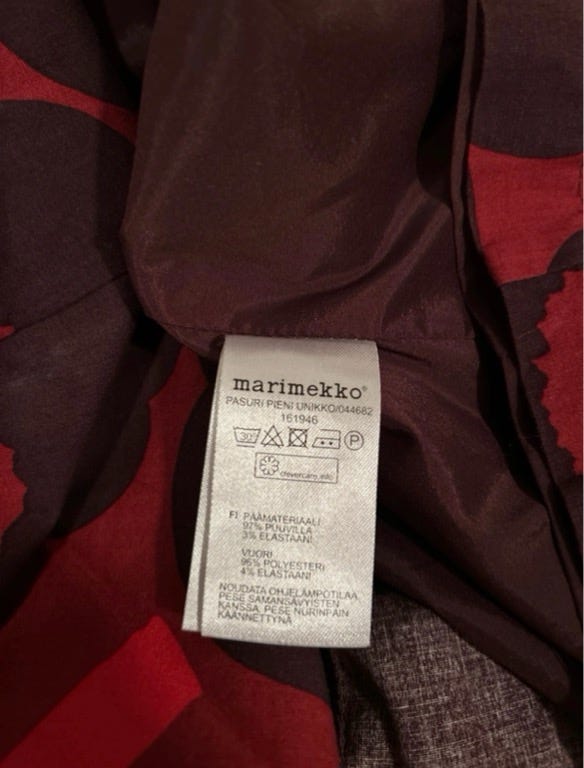 marimekko®
PASURI PIENI UNIKKO/044682
161946
30 P
clevercare.info
FI PÄÄMATERIAALI
97% PUUVILLA
3% ELASTAANI
VUORI
96% POLYESTERI
4% ELASTAANI
NOUDATA OHJELÄMPÖTILAA,
PESE SAMANSÄVYISTEN
KANSSA, PESE NURINPÄIN
KÄÄNNETTYNÄ